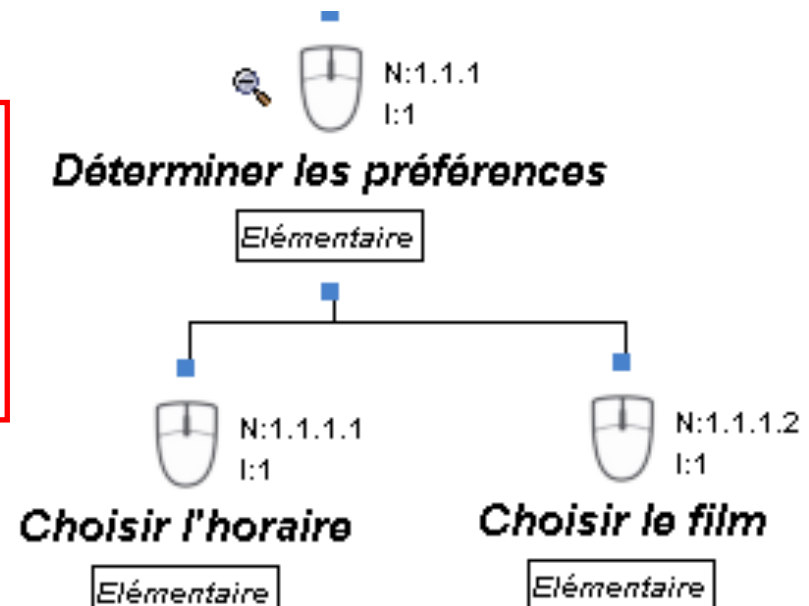 N:1.1.1
I:1
Déterminer les préférences
Elémentaire
N:1.1.1.1
I:1
Choisir l'horaire
Elémentaire
N:1.1.1.2
I:1
Choisir le film
Elémentaire